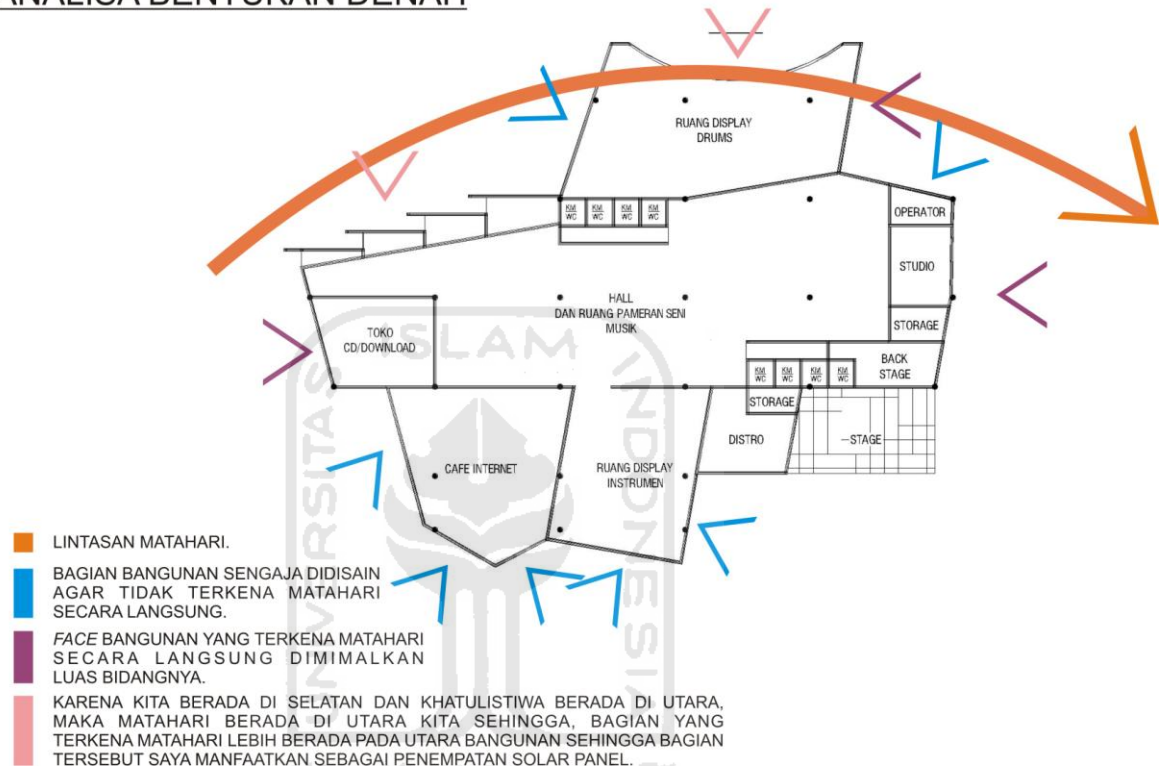 ANALISA BENTUKAN DENAH
RUANG DISPLAY
DRUMS
KM
WC
KM
WC
KM
WC
KM
WC
OPERATOR
STUDIO
STORAGE
BACK
STAGE
HALL
DAN RUANG PAMERAN SENI
MUSIK
TOKO
CD/DOWNLOAD
KM
WC
KM
WC
KM
WC
KM
WC
STORAGE
DISTRO
STAGE
CAFE INTERNET
RUANG DISPLAY
INSTRUMEN
UNIVERSITAS
ISLAM
INDONESIA
LINTASAN MATAHARI.
BAGIAN BANGUNAN SENGAJA DIDISAIN
AGAR TIDAK TERKENA MATAHARI
SECARA LANGSUNG.
FACE BANGUNAN YANG TERKENA MATAHARI
SECARA LANGSUNG DIMIMALKAN
LUAS BIDANGNYA.
KARENA KITA BERADA DI SELATAN DAN KHATULISTIWA BERADA DI UTARA,
MAKA MATAHARI BERADA DI UTARA KITA SEHINGGA, BAGIAN YANG
TERKENA MATAHARI LEBIH BERADA PADA UTARA BANGUNAN SEHINGGA BAGIAN
TERSEBUT SAYA MANFAATKAN SEBAGAI PENEMPATAN SOLAR PANEL.